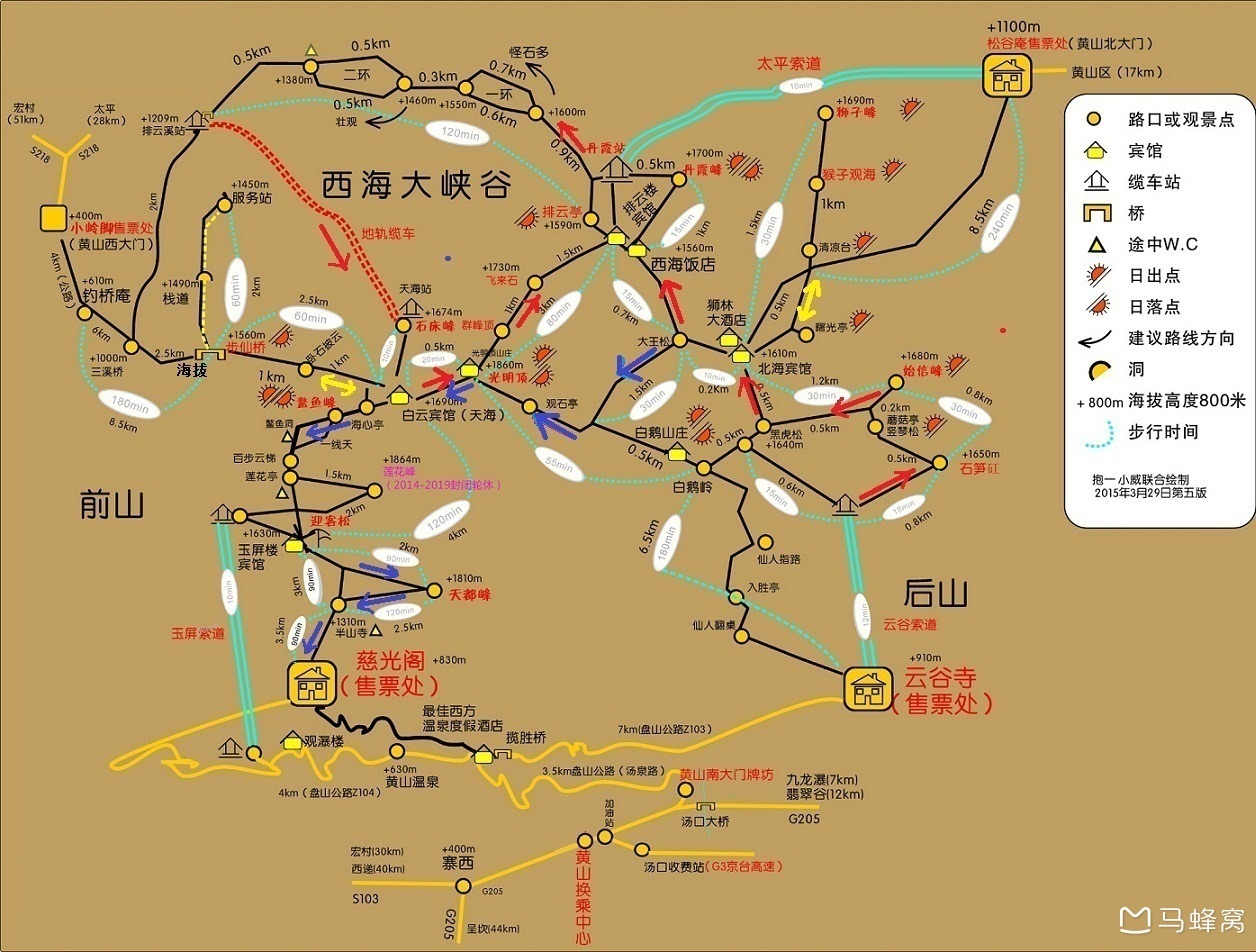 +1100m
松谷庵售票处(黄山北大门)
黄山区(17km)
太平索道
10min
怪石多
0.5km
0.5km
0.7km
+1380m
二环
0.3km
一环
+1460m
+1550m
0.6km
+1600m
0.5km
壮观
120min
0.9km
宏村
(51km)
太平
(28km)
S218
S218
+1209m
排云溪站
2km
西海大峡谷
丹霞站
0.5km
+1700m
丹霞峰
排云楼
宾馆
排云亭
+1590m
15min
1km
+1560m
西海饭店
1.5km
+1690m
狮子峰
猴子观海
1km
1.5km
30min
清凉台
8.5km
240min
0.5km
曙光亭
+400m
小岭脚售票处
(黄山西大门)
4km(公路)
+610m
钓桥庵
6km
+1000m
三溪桥
2.5km
180min
8.5km
+1450m
服务站
+1490m
栈道
60min
2km
+1560m
步仙桥
海拔
地轨缆车
2.5km
60min
天海站
+1674m
石床峰
10min
卧石披云
1km
1km
鳌鱼峰
鳌鱼洞
海心亭
一线天
百步云梯
莲花亭
+1730m
飞来石
1km
3km
80min
群峰顶
光明顶山庄
0.5km
20min
+1860m
光明顶
+1690m
白云宾馆(天海)
观石亭
15min
0.7km
大王松
1.5km
30min
狮林
大酒店
+1610m
北海宾馆
10min
0.2Km
0.5km
1.2km
30min
+1680m
始信峰
0.8km
30min
0.2km
蘑菇亭
竖琴松
0.5km
黑虎松
+1640m
0.5km
白鹅山庄
0.5km
白鹅岭
55min
0.6km
15min
0.5km
+1650m
石笋矼
18min
0.8km
+1864m
莲花峰
(2014-2019封闭轮休)
1.5km
2km
前山
迎客松
+1630m
玉屏楼
宾馆
120min
4km
2km
90min
3km
90min
+1810m
天都峰
120min
2.5km
+1310m
半山寺
3.5km
90min
10min
玉屏索道
慈光阁
(售票处)
+830m
6.5km
180min
仙人指路
入胜亭
仙人翻桌
后山
12min
云谷索道
+910m
云谷寺
(售票处)
最佳西方
温泉度假酒店
揽胜桥
观瀑楼
+630m
黄山温泉
7km(盘山公路Z103)
4km(盘山公路Z104)
3.5km盘山公路(汤泉路)
黄山南大门牌坊
九龙瀑(7km)
翡翠谷(12km)
G205
汤口大桥
加油站
汤口收费站(G3京台高速)
黄山换乘中心
宏村(30km)
西递(40km)
S103
+400m
寨西
G205
G205
呈坎(44km)
路口或观景点
宾馆
缆车站
桥
途中W.C
日出点
日落点
建议路线方向
洞
+ 800m 海拔高度800米
步行时间
抱一小威联合绘制
2015年3月29日第五版
马蜂窝